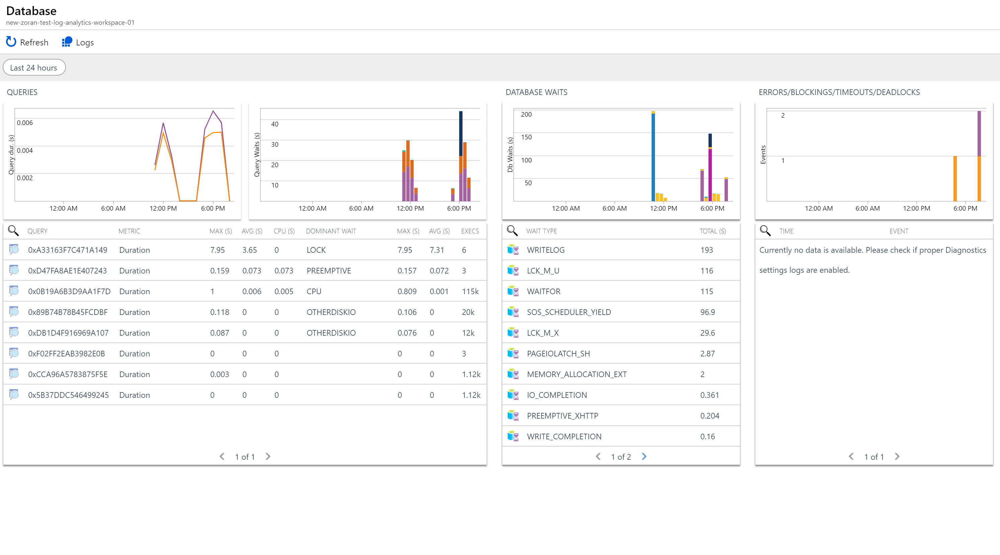 Database
new-zoran-test-log-analytics-workspace-01
Refresh Logs
Last 24 hours
QUERIES
Query dur. (s)
0.006
0.004
0.002
12:00 AM 6:00 AM 12:00 PM 6:00 PM
Query Waits (s)
40
30
20
10
12:00 AM 6:00 AM 12:00 PM 6:00 PM
QUERY METRIC MAX (S) AVG (S) CPU (S) DOMINANT WAIT MAX (S) AVG (S) EXECS
0xA33163F7C471A149 Duration 7.95 3.65 0 LOCK 7.95 7.31 6
0xD47FA8AE1E407243 Duration 0.159 0.073 0.073 PREEMPTIVE 0.157 0.072 3
0x0B19A6B3D9AA1F7D Duration 1 0.006 0.005 CPU 0.809 0.001 115k
0x89B74B78B45FCDBF Duration 0.118 0 0 OTHERDISKIO 0.106 0 20k
0xDB1D4F916969A107 Duration 0.087 0 0 OTHERDISKIO 0.076 0 12k
0xF02FF2EAB3982E0B Duration 0 0 0 0 0 3
0xCCA96A5783875F5E Duration 0.003 0 0 0 0 1.12k
0x5B37DDC546499245 Duration 0 0 0 0 0 1.12k
1 of 1
DATABASE WAITS
Db Waits (s)
200
150
100
50
12:00 AM 6:00 AM 12:00 PM 6:00 PM
WAIT TYPE TOTAL (S)
WRITELOG 193
LCK_M_U 116
WAITFOR 115
SOS_SCHEDULER_YIELD 96.9
LCK_M_X 29.6
PAGEIOLATCH_SH 2.87
MEMORY_ALLOCATION_EXT 2
IO_COMPLETION 0.361
PREEMPTIVE_XHTTP 0.204
WRITE_COMPLETION 0.16
1 of 2
ERRORS/BLOCKINGS/TIMEOUTS/DEADLOCKS
Events
2
1
12:00 AM 6:00 AM 12:00 PM 6:00 PM
TIME EVENT
Currently no data is available. Please check if proper Diagnostics
settings logs are enabled.
1 of 1